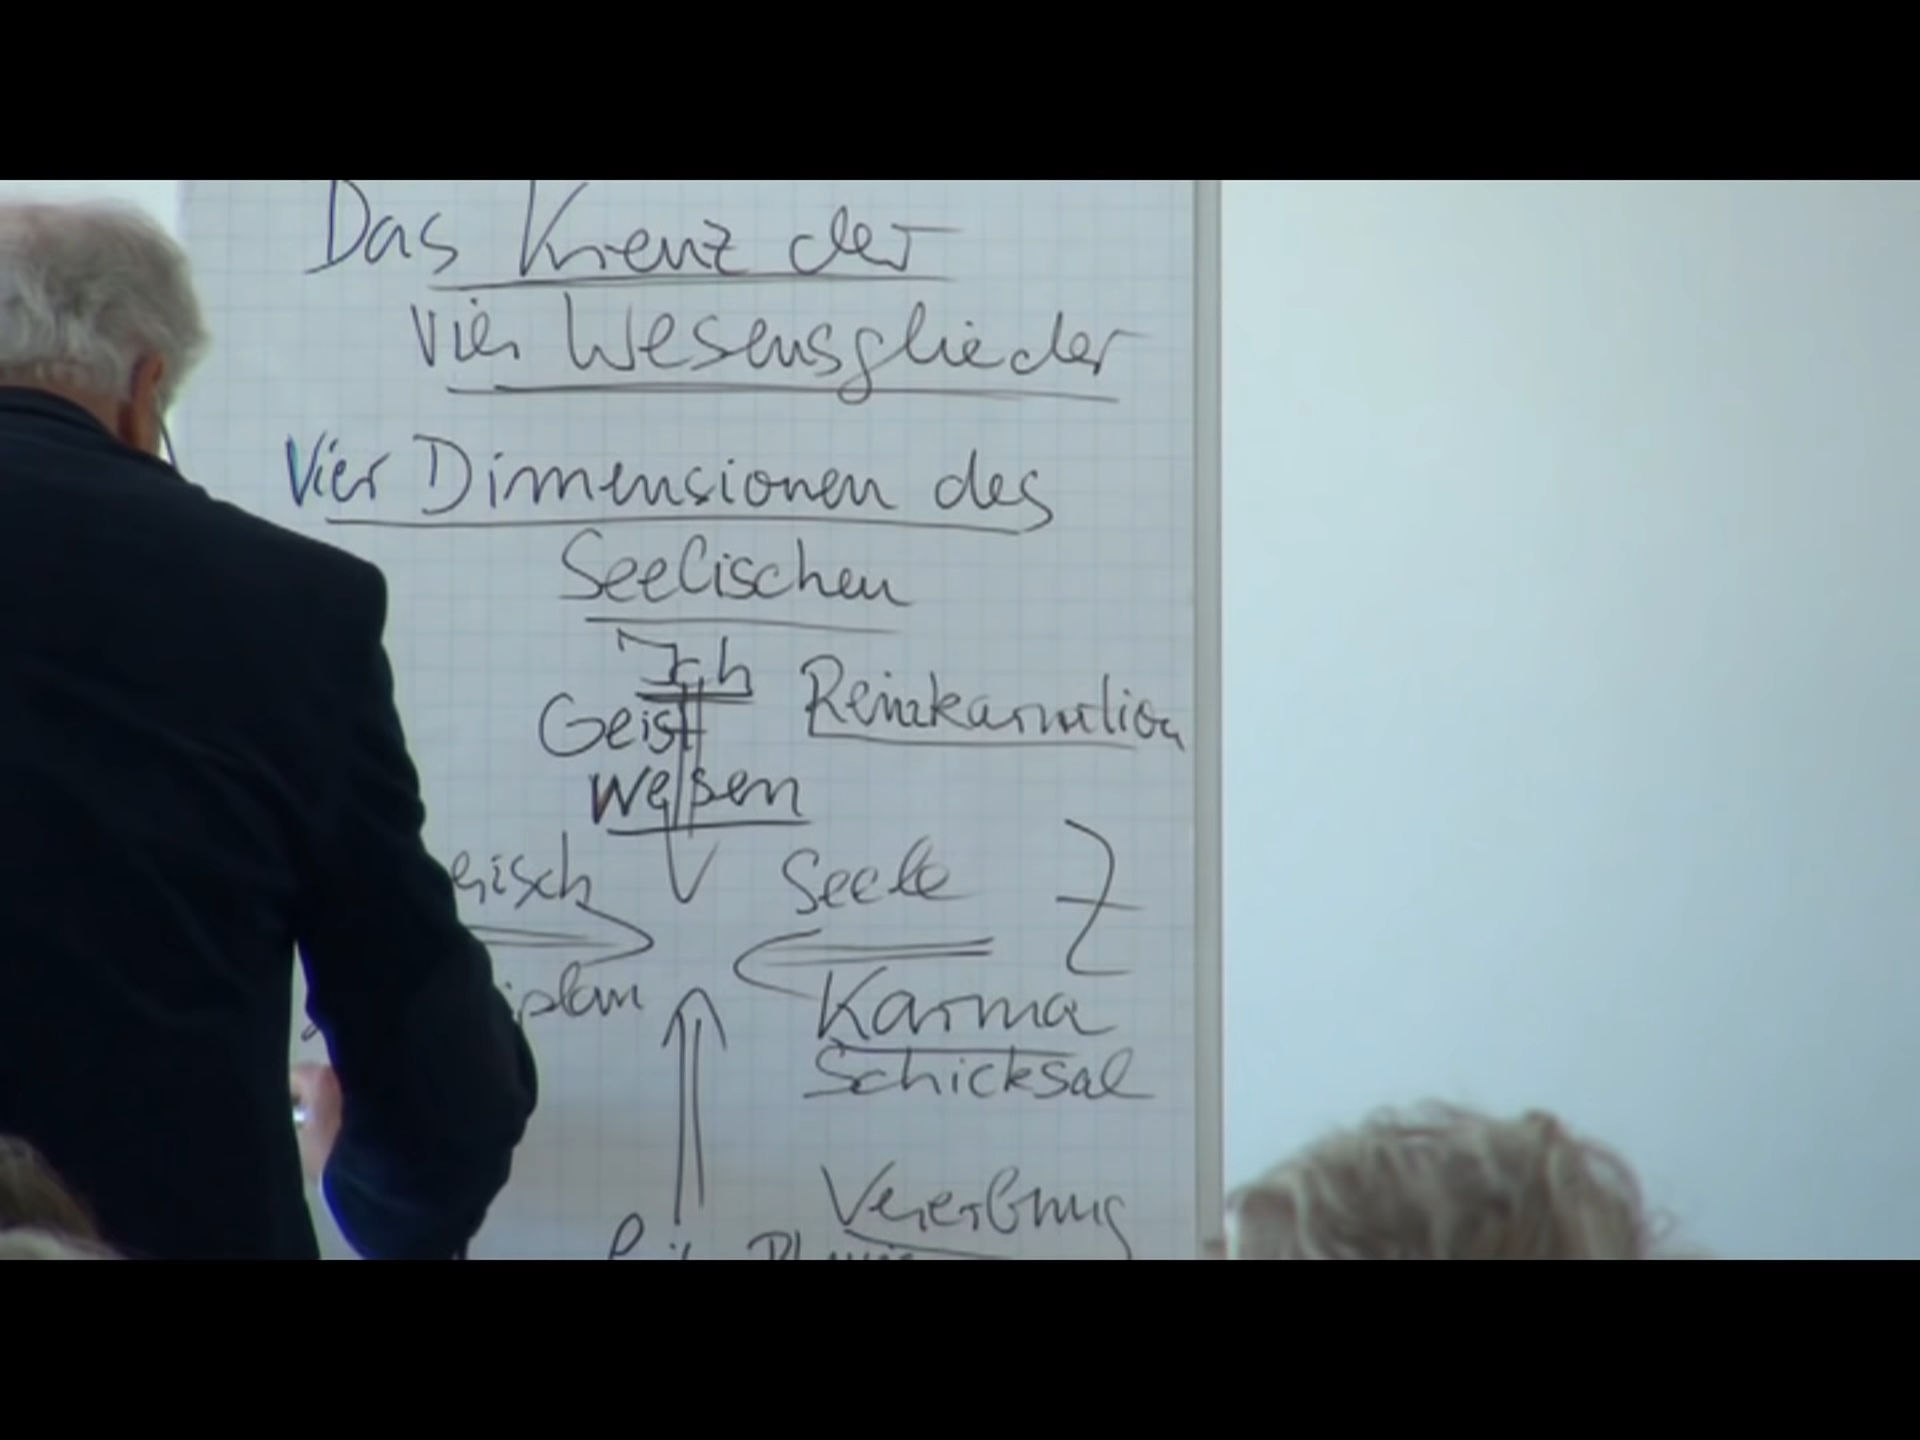 Das Kreuz der
vier Wesensglieder
Vier Dimensionen des
Seelischen
Ich
Geist
wesen
Reinkarnation
Seele
Karma
Schicksal
Vererbung